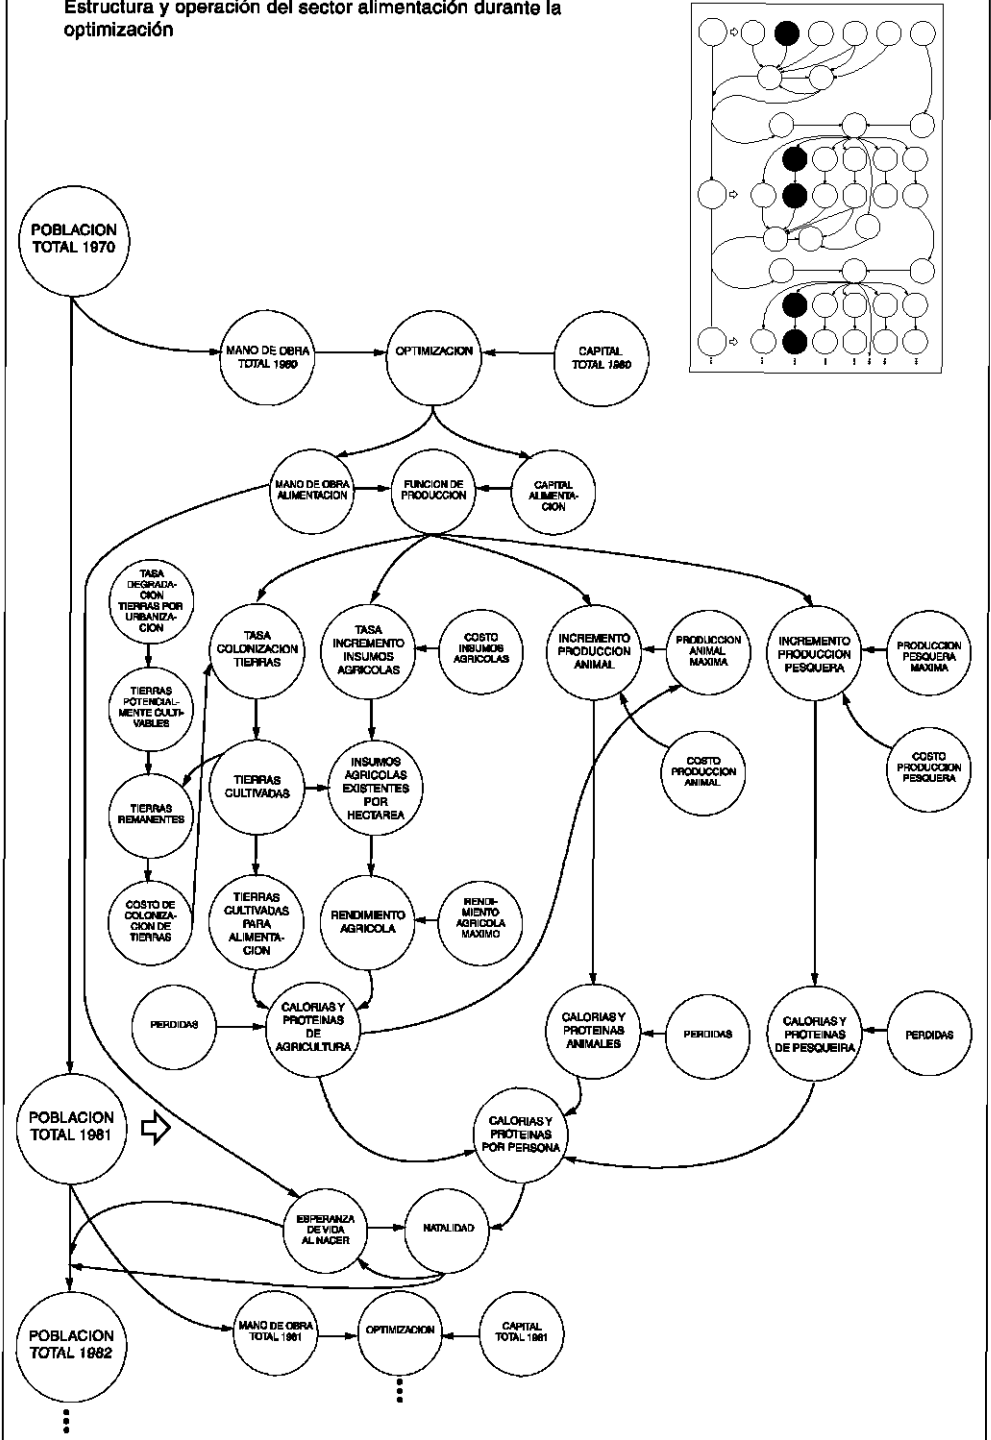 Estructura y operación del sector alimentación durante la
optimización
POBLACION
TOTAL 1970
MANO DE OBRA
TOTAL 1980
OPTIMIZACION
CAPITAL
TOTAL 1980
MANO DE OBRA
ALIMENTACION
FUNCION DE
PRODUCCION
CAPITAL
ALIMENTA-
CION
TASA
DEGRADA-
CION
TIERRAS POR
URBANIZA-
CION
TASA
COLONIZACION
TIERRAS
TASA
INCREMENTO
INSUMOS
AGRICOLAS
COSTO
INSUMOS
AGRICOLAS
INCREMENTO
PRODUCCION
ANIMAL
PRODUCCION
ANIMAL
MAXIMA
INCREMENTO
PRODUCCION
PESQUERA
PRODUCCION
PESQUERA
MAXIMA
TIERRAS
POTENCIAL-
MENTE CULTI-
VABLES
TIERRAS
REMANENTES
TIERRAS
CULTIVADAS
INSUMOS
AGRICOLAS
EXISTENTES
POR
HECTAREA
COSTO
PRODUCCION
ANIMAL
COSTO
PRODUCCION
PESQUERA
COSTO DE
COLONIZA-
CION DE
TIERRAS
TIERRAS
CULTIVADAS
PARA
ALIMENTA-
CION
RENDIMIENTO
AGRICOLA
RENDI-
MIENTO
AGRICOLA
MAXIMO
PERDIDAS
CALORIAS Y
PROTEINAS
DE
AGRICULTURA
CALORIAS Y
PROTEINAS
ANIMALES
PERDIDAS
CALORIAS Y
PROTEINAS
DE PESQUEIRA
PERDIDAS
POBLACION
TOTAL 1981
CALORIAS Y
PROTEINAS
POR PERSONA
ESPERANZA
DE VIDA
AL NACER
NATALIDAD
POBLACION
TOTAL 1982
MANO DE OBRA
TOTAL 1981
OPTIMIZACION
CAPITAL
TOTAL 1981